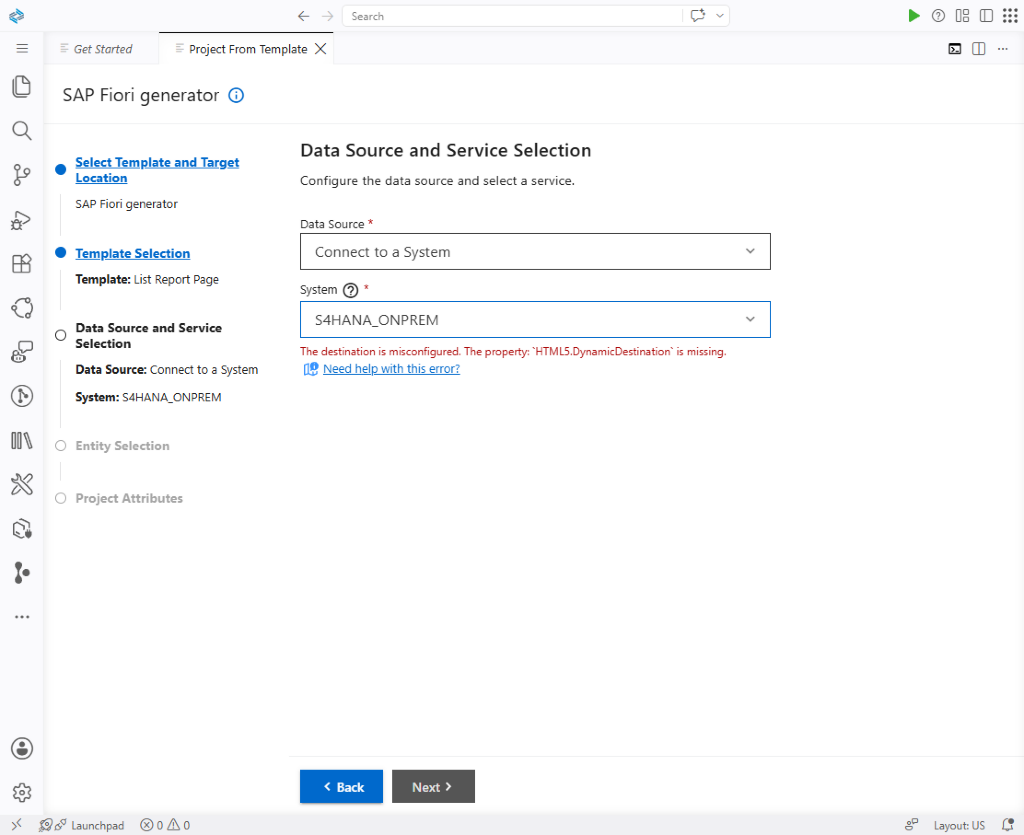 Search
Get Started
Project From Template
SAP Fiori generator
Select Template and Target
Location
SAP Fiori generator
Template Selection
Template: List Report Page
Data Source and Service
Selection
Data Source: Connect to a System
System: S4HANA_ONPREM
Entity Selection
Project Attributes
Data Source and Service Selection
Configure the data source and select a service.
Data Source *
Connect to a System
System *
S4HANA_ONPREM
The destination is misconfigured. The property: `HTML5.DynamicDestination` is missing.
Need help with this error?
Back
Next
Launchpad
0
0
Layout: US